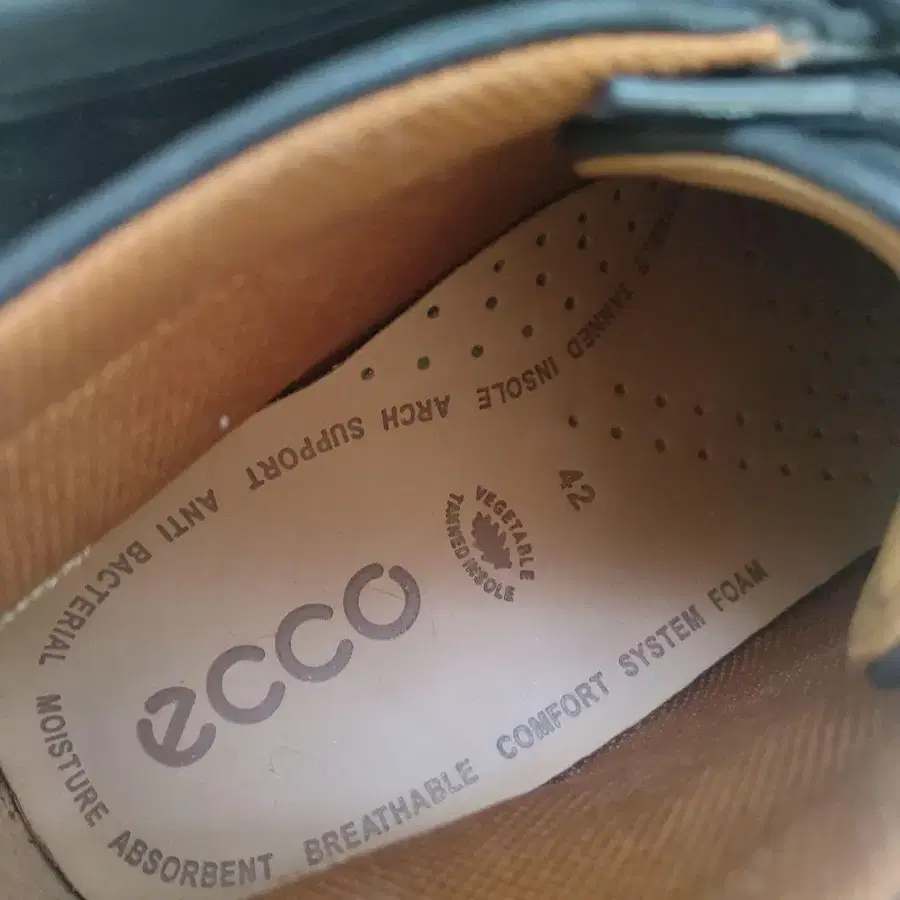 ecco
VEGETABLE
TANNED INSOLE
42
MOISTURE ABSORBENT BREATHABLE COMFORT SYSTEM FOAM
ANTI BACTERIAL
ARCH SUPPORT
TANNED INSOLE